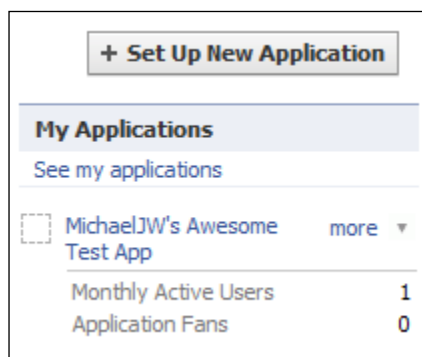 + Set Up New Application
My Applications
See my applications
MichaelJW's Awesome more ▼
Test App
Monthly Active Users 1
Application Fans 0